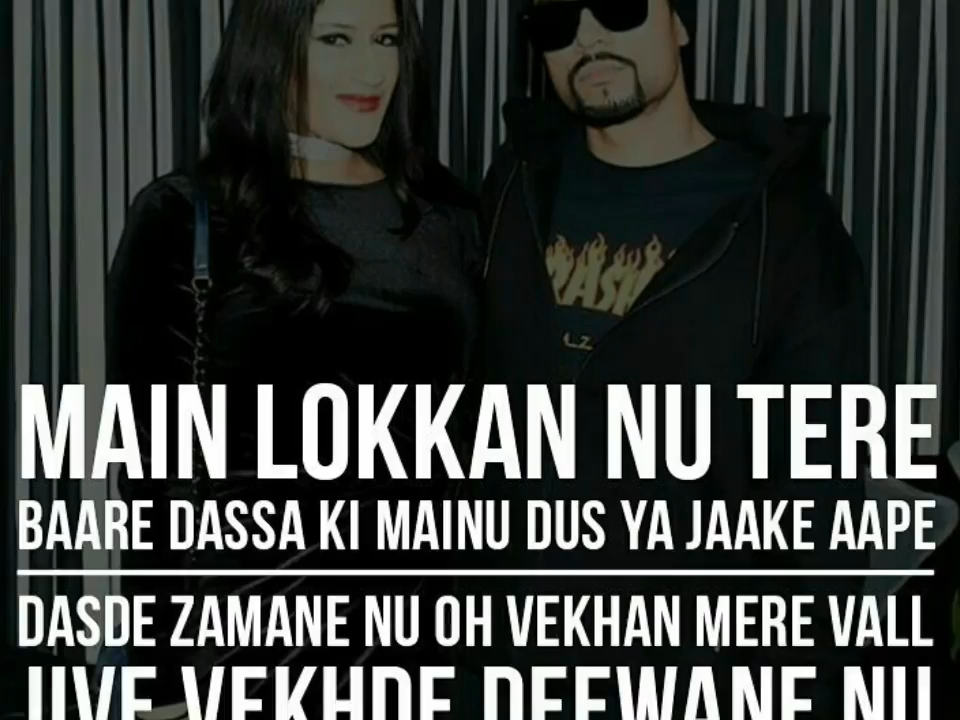 MAIN LOKKAN NU TERE
BAARE DASSA KI MAINU DUS YA JAAKE AAPE
DASDE ZAMANE NU OH VEKHAN MERE VALL
JIVE VEKHDE DEEWANE NU